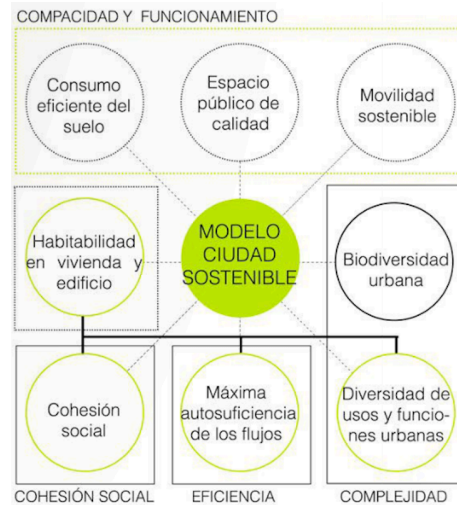 COMPACIDAD Y FUNCIONAMIENTO
Consumo
eficiente del
suelo
Espacio
público de
calidad
Movilidad
sostenible
Habitabilidad
en vivienda y
edificio
MODELO
CIUDAD
SOSTENIBLE
Biodiversidad
urbana
Cohesión
social
Máxima
autosuficiencia
de los flujos
Diversidad de
usos y funcio-
nes urbanas
COHESIÓN SOCIAL
EFICIENCIA
COMPLEJIDAD